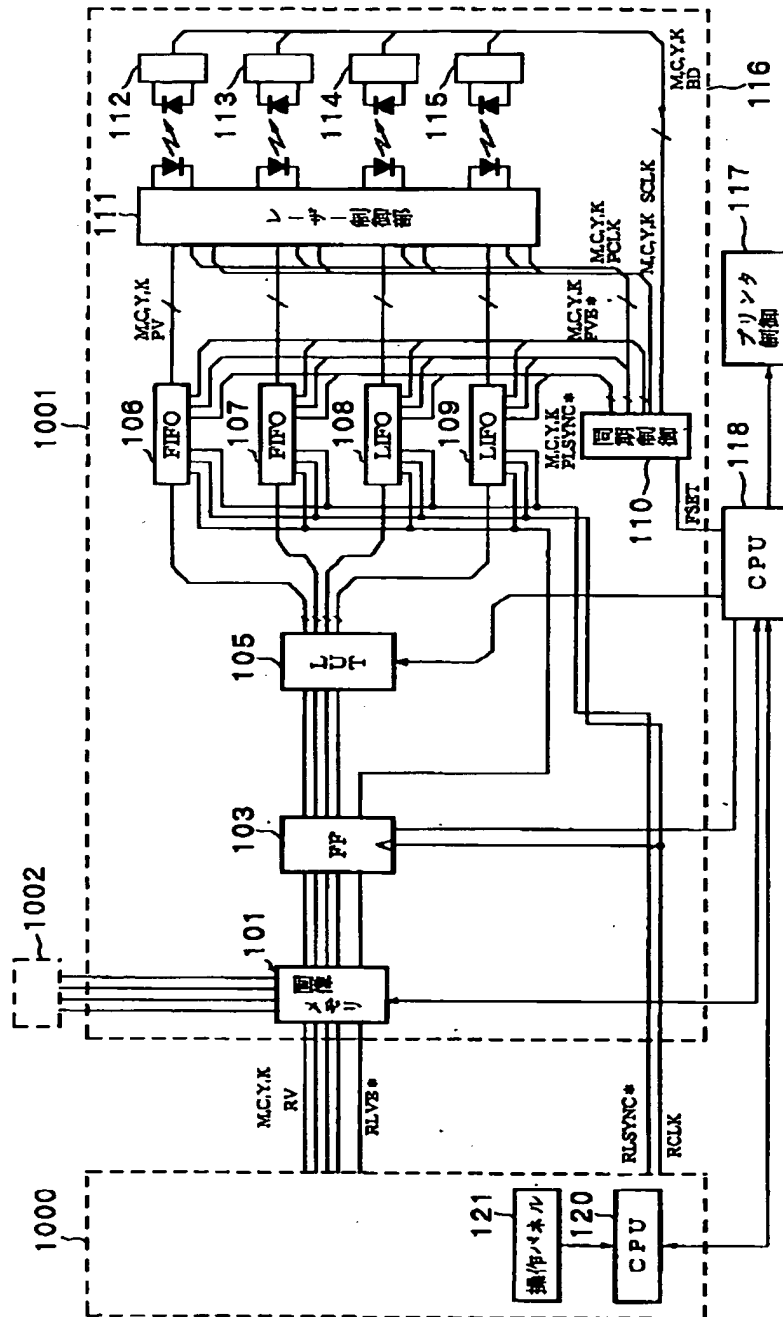 1000
121
操作パネル
120
CPU
M,C,Y,K
RV
RLVE*
RLSYNC*
RCLK
1002
101
画像
メモリ
1001
103
FF
105
LUT
106
FIFO
107
FIFO
108
LIFO
109
LIFO
M,C,Y,K
PLSYNC*
同期制御
110
FSET
M,C,Y,K
PV
M,C,Y,K
PVE*
M,C,Y,K
PCLK
M,C,Y,K SCLK
111
レーザー制御部
112
113
114
115
M,C,Y,K
BD
116
117
プリンタ
制御
118
CPU